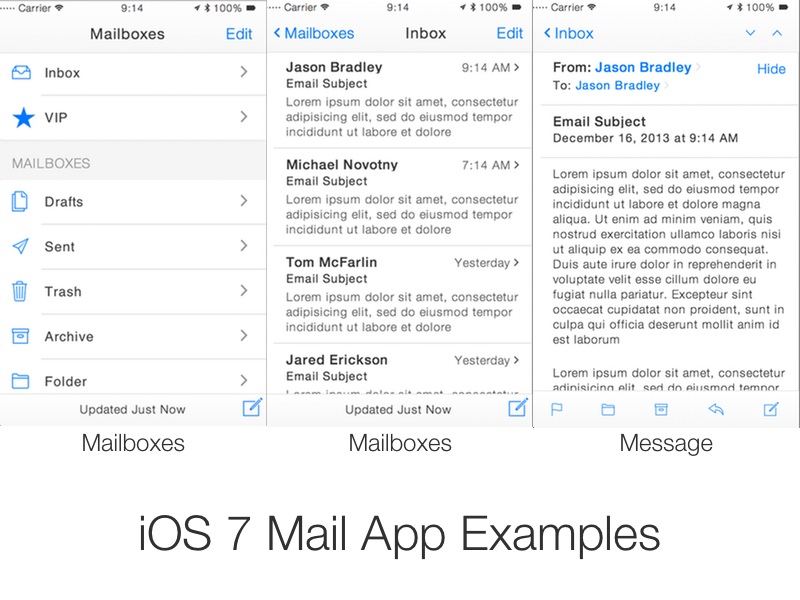 Carrier 9:14 100%
Mailboxes Edit
Inbox
VIP
MAILBOXES
Drafts
Sent
Trash
Archive
Folder
Updated Just Now
Mailboxes
Carrier 9:14 100%
Mailboxes Inbox Edit
Jason Bradley 9:14 AM
Email Subject
Lorem ipsum dolor sit amet, consectetur
adipisicing elit, sed do eiusmod tempor
incididunt ut labore et dolore
Michael Novotny 7:14 AM
Email Subject
Lorem ipsum dolor sit amet, consectetur
adipisicing elit, sed do eiusmod tempor
incididunt ut labore et dolore
Tom McFarlin Yesterday
Email Subject
Lorem ipsum dolor sit amet, consectetur
adipisicing elit, sed do eiusmod tempor
incididunt ut labore et dolore
Jared Erickson Yesterday
Email Subject
Lorem ipsum dolor sit amet, consectetur
Updated Just Now
Mailboxes
Carrier 9:14 100%
Inbox
From: Jason Bradley Hide
To: Jason Bradley
Email Subject
December 16, 2013 at 9:14 AM
Lorem ipsum dolor sit amet, consectetur
adipisicing elit, sed do eiusmod tempor
incididunt ut labore et dolore magna
aliqua. Ut enim ad minim veniam, quis
nostrud exercitation ullamco laboris nisi
ut aliquip ex ea commodo consequat.
Duis aute irure dolor in reprehenderit in
voluptate velit esse cillum dolore eu
fugiat nulla pariatur. Excepteur sint
occaecat cupidatat non proident, sunt in
culpa qui officia deserunt mollit anim id
est laborum
Lorem ipsum dolor sit amet, consectetur
adipisicing elit, sed do eiusmod tempor
Message
iOS 7 Mail App Examples